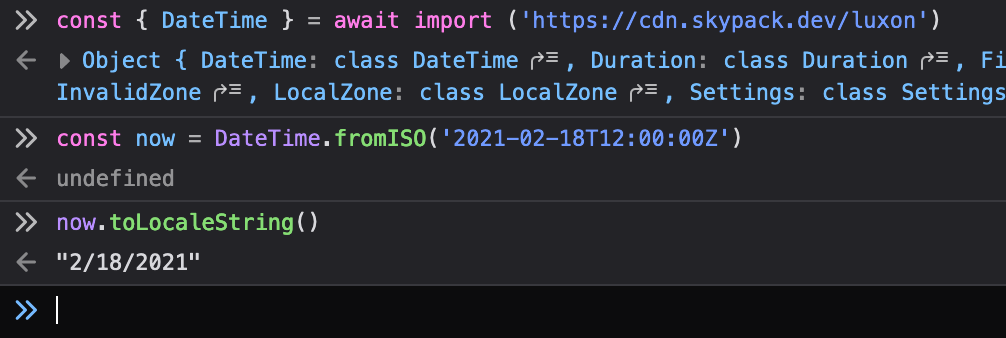 >> const { DateTime } = await import ('https://cdn.skypack.dev/luxon')
← ▶ Object { DateTime: class DateTime , Duration: class Duration , Fi
InvalidZone , LocalZone: class LocalZone , Settings: class Settings
>> const now = DateTime.fromISO('2021-02-18T12:00:00Z')
← undefined
>> now.toLocaleString()
← "2/18/2021"
>>